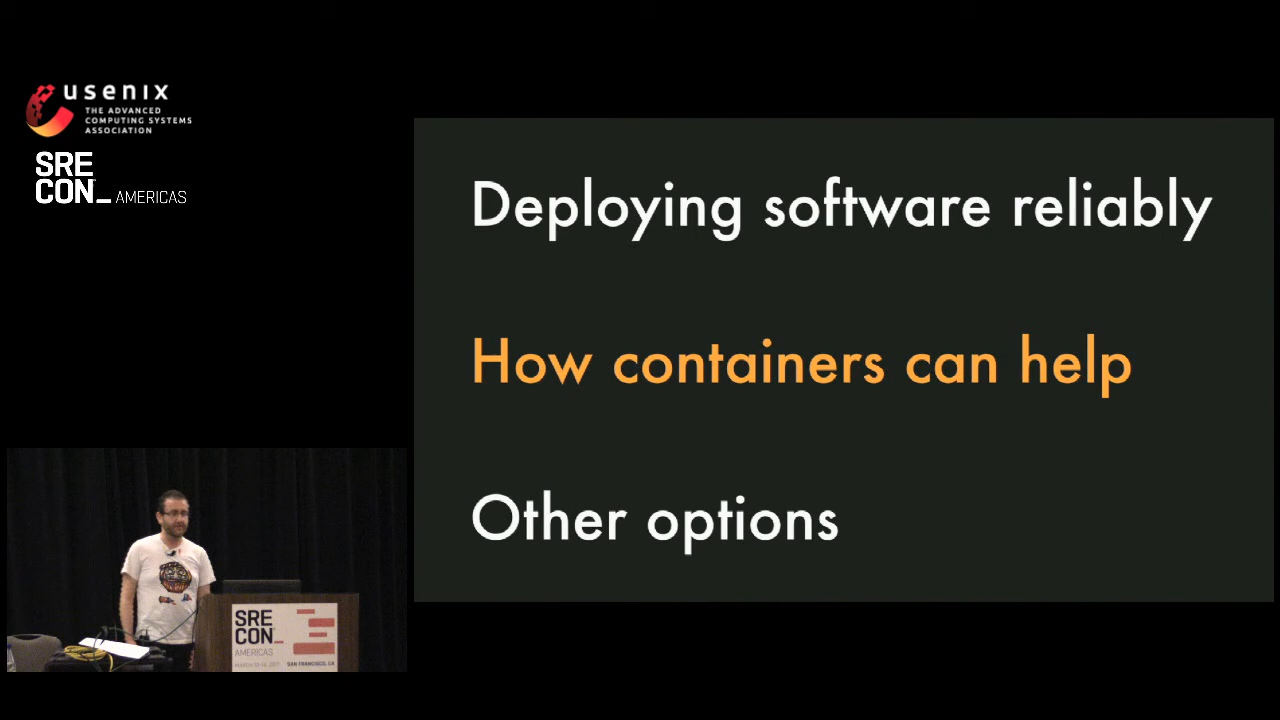 usenix
THE ADVANCED
COMPUTING SYSTEMS
ASSOCIATION
SRE
CON_ AMERICAS
Deploying software reliably
How containers can help
Other options
SRE
CON_
AMERICAS
SAN FRANCISCO, CA